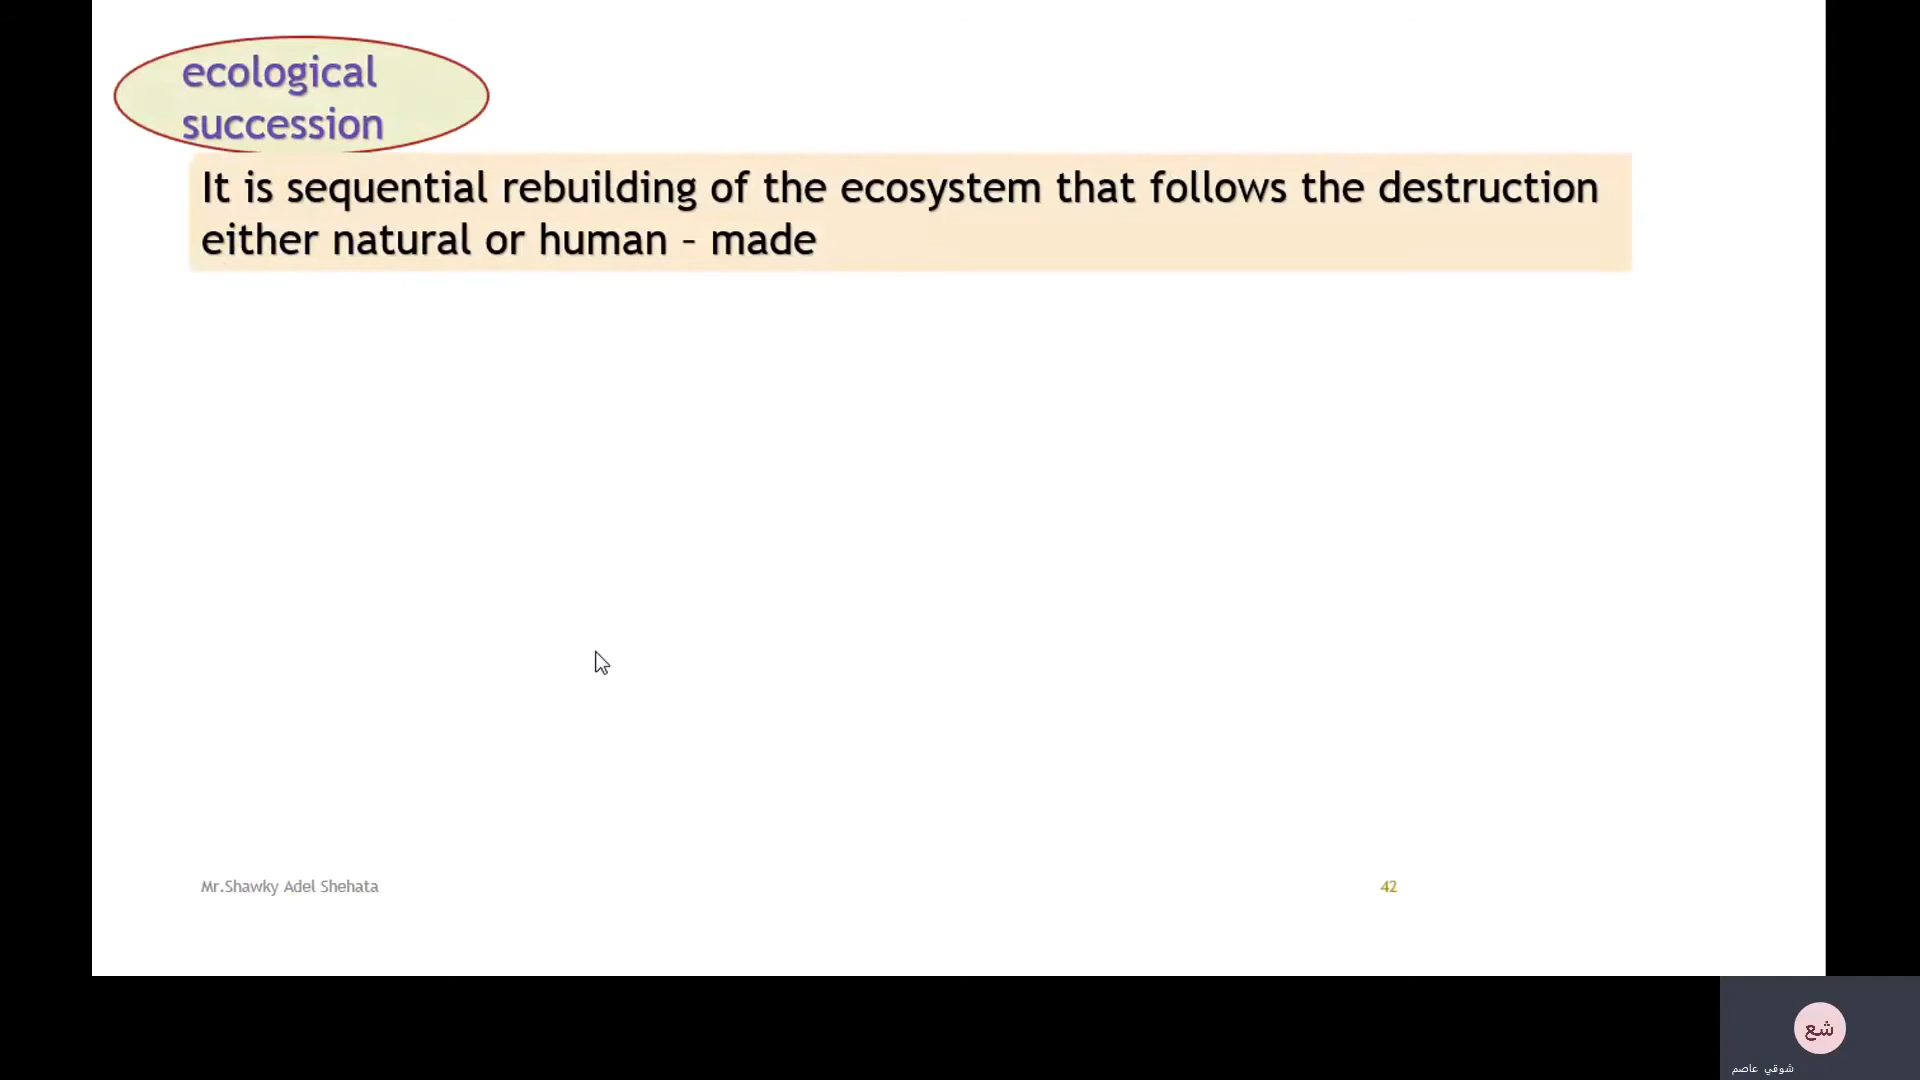 ecological
succession
It is sequential rebuilding of the ecosystem that follows the destruction
either natural or human – made
Mr.Shawky Adel Shehata
42
شع
شوقي عاصم